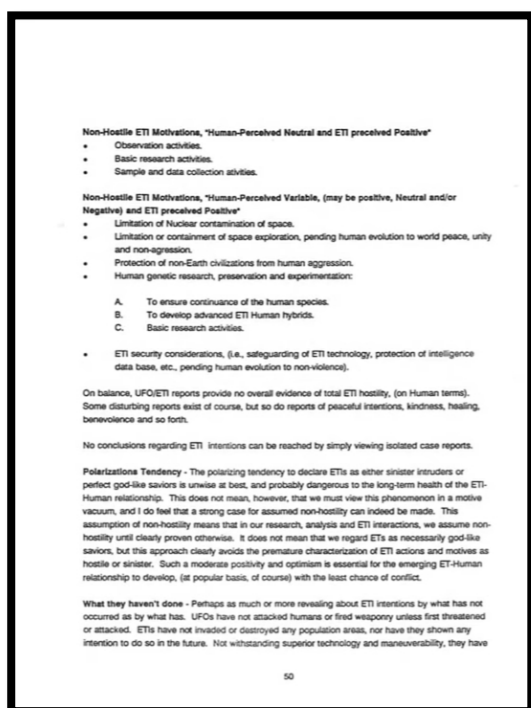 Non-Hostile ETI Motivations, "Human-Perceived Neutral and ETI preceived Positive"
• Observation activities.
• Basic research activities.
• Sample and data collection ativities.
Non-Hostile ETI Motivations, "Human-Perceived Variable, (may be positive, Neutral and/or
Negative) and ETI preceived Positive"
• Limitation of Nuclear contamination of space.
• Limitation or containment of space exploration, pending human evolution to world peace, unity
and non-agression.
• Protection of non-Earth civilizations from human aggression.
• Human genetic research, preservation and experimentation:
A. To ensure continuance of the human species.
B. To develop advanced ETI Human hybrids.
C. Basic research activities.
• ETI security considerations, (i.e., safeguarding of ETI technology, protection of intelligence
data base, etc., pending human evolution to non-violence).
On balance, UFO/ETI reports provide no overall evidence of total ETI hostility, (on Human terms).
Some disturbing reports exist of course, but so do reports of peaceful intentions, kindness, healing,
benevolence and so forth.
No conclusions regarding ETI intentions can be reached by simply viewing isolated case reports.
Polarizations Tendency - The polarizing tendency to declare ETIs as either sinister intruders or
perfect god-like saviors is unwise at best, and probably dangerous to the long-term health of the ETI-
Human relationship. This does not mean, however, that we must view this phenomenon in a motive
vacuum, and I do feel that a strong case for assumed non-hostility can indeed be made. This
assumption of non-hostility means that in our research, analysis and ETI interactions, we assume non-
hostility until clearly proven otherwise. It does not mean that we regard ETs as necessarily god-like
saviors, but this approach clearly avoids the premature characterization of ETI actions and motives as
hostile or sinister. Such a moderate positivity and optimism is essential for the emerging ET-Human
relationship to develop, (at popular basis, of course) with the least chance of conflict.
What they haven't done - Perhaps as much or more revealing about ETI intentions by what has not
occurred as by what has. UFOs have not attacked humans or fired weaponry unless first threatened
or attacked. ETIs have not invaded or destroyed any population areas, nor have they shown any
intention to do so in the future. Not withstanding superior technology and maneuverability, they have
50